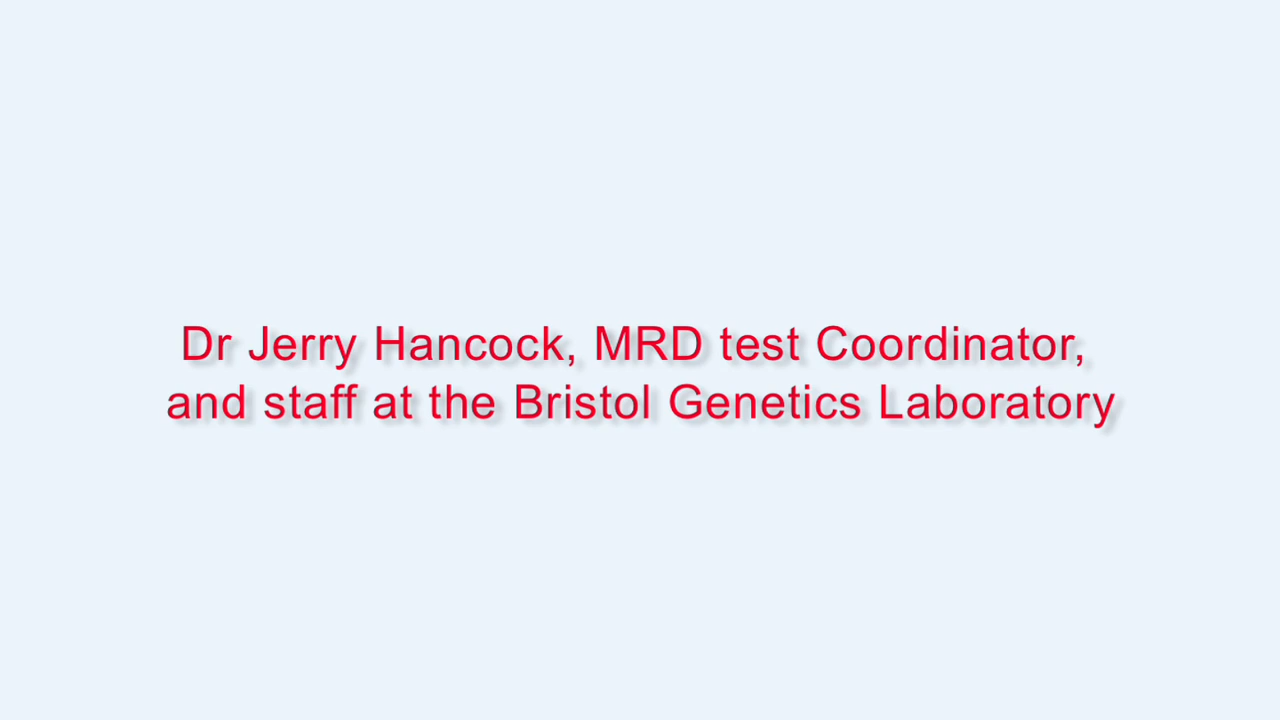 Dr Jerry Hancock, MRD test Coordinator,
and staff at the Bristol Genetics Laboratory